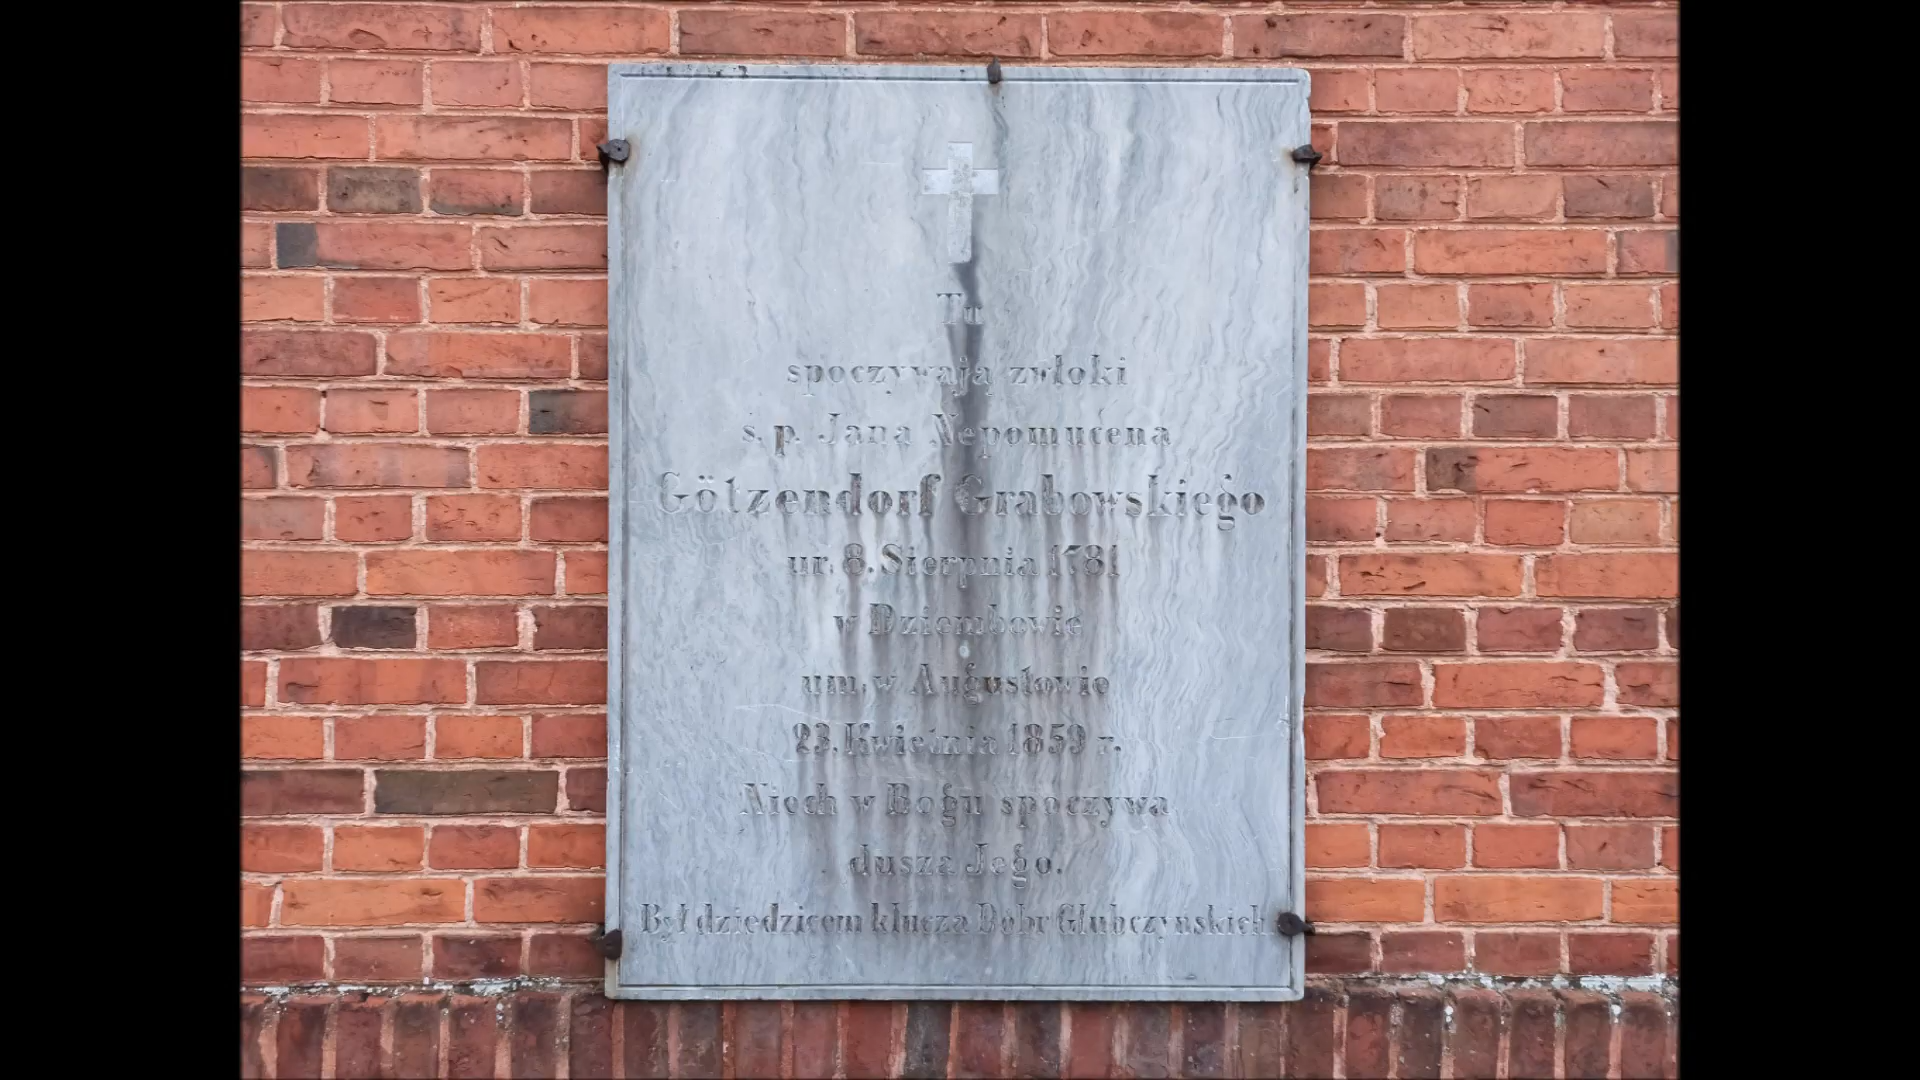 Tu
spoczywają zwłoki
s. p. Jana Nepomucena
Götzendorf Grabowskiego
ur. 8. Sierpnia 1781
w Dziembowie
um. w Augustowie
23. Kwietnia 1859 r.
Niech w Bogu spoczywa
dusza Jego.
Był dziedzicem klucza Dóbr Głubczyńskich.